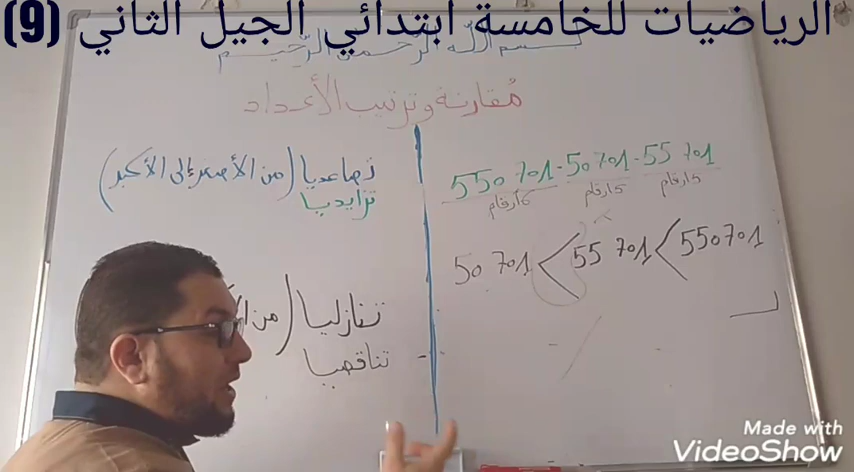 الرياضيات للخامسة ابتدائي الجيل الثاني (9)
بسم الله الرحمن الرحيم
مقارنة وترتيب الأعداد
550 701 - 50 701 - 55 701
6 أرقام 5 أرقام 5 أرقام
50 701 < 55 701 < 550 701
تصاعديا (من الأصغر إلى الأكبر)
تزايديا
تنازليا (من
تناقصيا
Made with
VideoShow